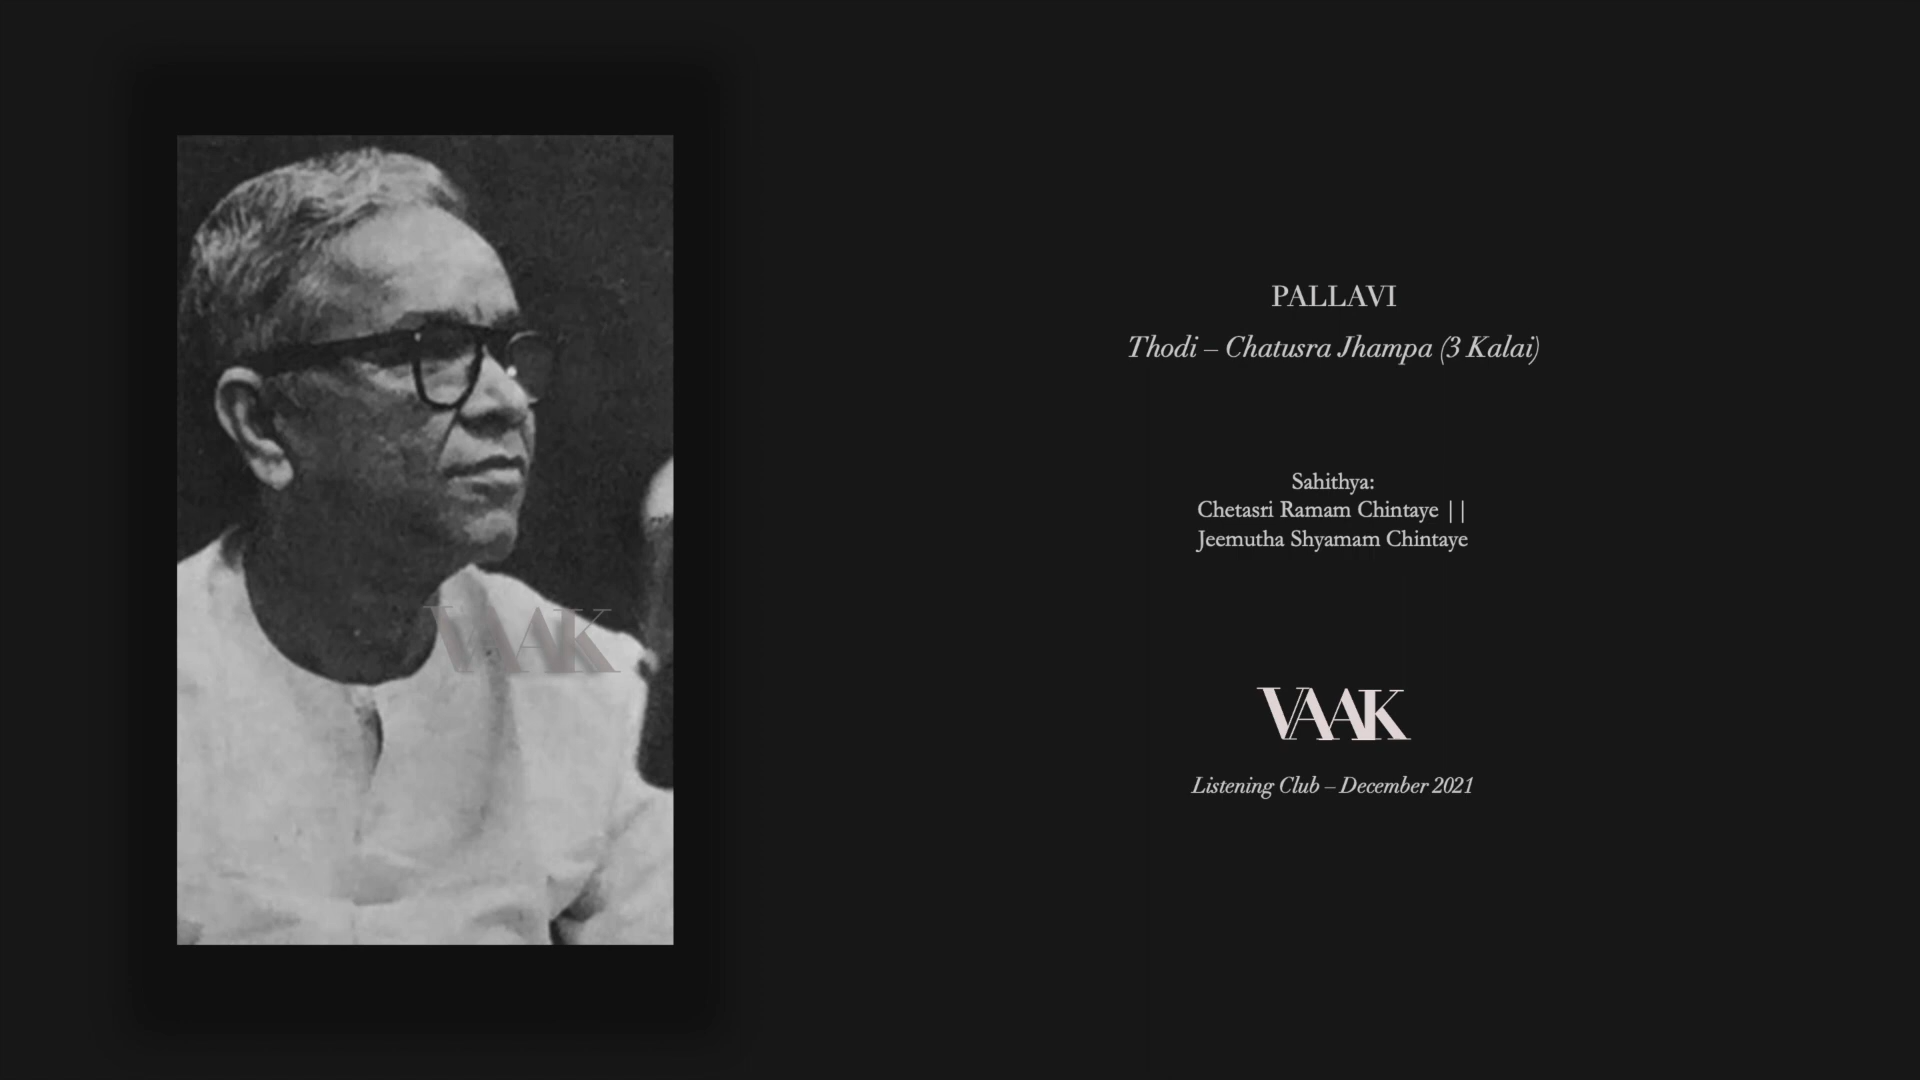 PALLAVI
Thodi – Chatusra Jhampa (3 Kalai)
Sahithya:
Chetasri Ramam Chintaye ||
Jeemutha Shyamam Chintaye
VAAK
VAAK
Listening Club – December 2021